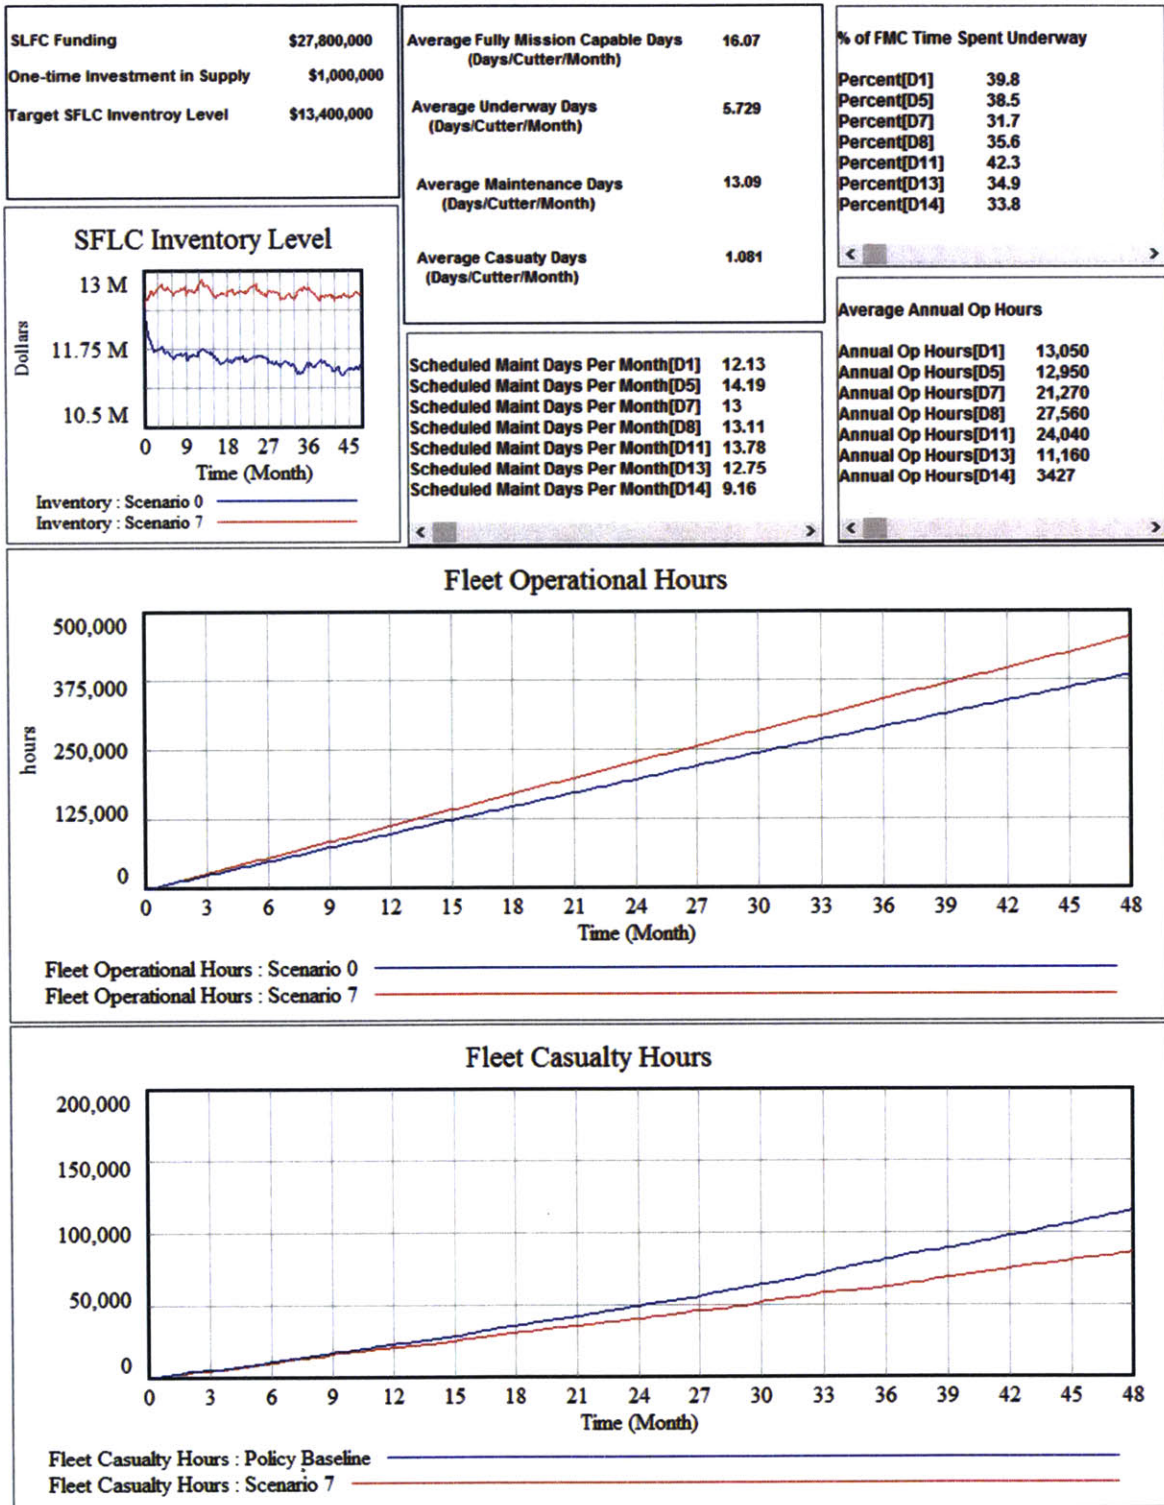 SLFC Funding $27,800,000
One-time Investment in Supply $1,000,000
Target SFLC Inventroy Level $13,400,000
Average Fully Mission Capable Days 16.07
(Days/Cutter/Month)
Average Underway Days 5.729
(Days/Cutter/Month)
Average Maintenance Days 13.09
(Days/Cutter/Month)
Average Casuaty Days 1.081
(Days/Cutter/Month)
% of FMC Time Spent Underway
Percent[D1] 39.8
Percent[D5] 38.5
Percent[D7] 31.7
Percent[D8] 35.6
Percent[D11] 42.3
Percent[D13] 34.9
Percent[D14] 33.8
SFLC Inventory Level
13 M
11.75 M
10.5 M
Dollars
0 9 18 27 36 45
Time (Month)
Inventory : Scenario 0
Inventory : Scenario 7
Scheduled Maint Days Per Month[D1] 12.13
Scheduled Maint Days Per Month[D5] 14.19
Scheduled Maint Days Per Month[D7] 13
Scheduled Maint Days Per Month[D8] 13.11
Scheduled Maint Days Per Month[D11] 13.78
Scheduled Maint Days Per Month[D13] 12.75
Scheduled Maint Days Per Month[D14] 9.16
Average Annual Op Hours
Annual Op Hours[D1] 13,050
Annual Op Hours[D5] 12,950
Annual Op Hours[D7] 21,270
Annual Op Hours[D8] 27,560
Annual Op Hours[D11] 24,040
Annual Op Hours[D13] 11,160
Annual Op Hours[D14] 3427
Fleet Operational Hours
500,000
375,000
250,000
125,000
0
hours
0 3 6 9 12 15 18 21 24 27 30 33 36 39 42 45 48
Time (Month)
Fleet Operational Hours : Scenario 0
Fleet Operational Hours : Scenario 7
Fleet Casualty Hours
200,000
150,000
100,000
50,000
0
0 3 6 9 12 15 18 21 24 27 30 33 36 39 42 45 48
Time (Month)
Fleet Casualty Hours : Policy Baseline
Fleet Casualty Hours : Scenario 7